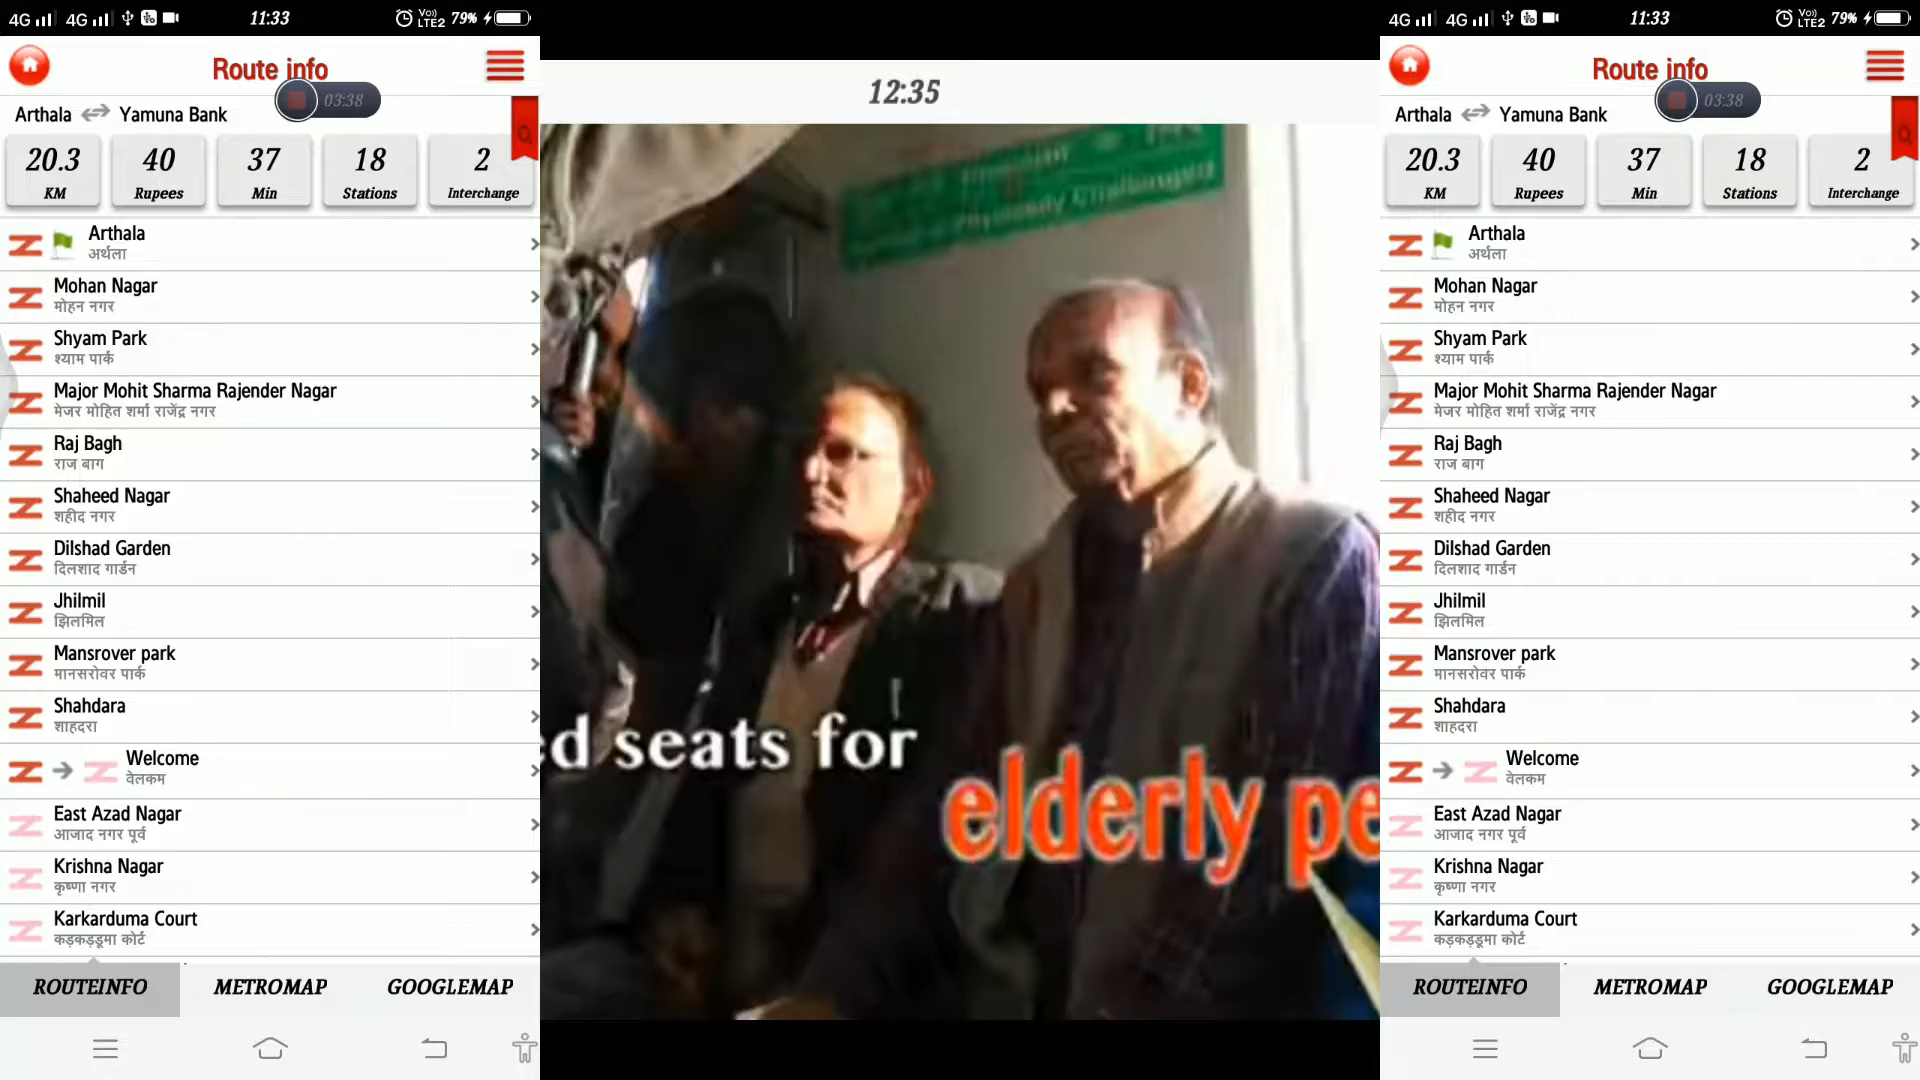 4G 4G 11:33 Vo)) LTE2 79%
Route info
03:38
Arthala Yamuna Bank
20.3 40 37 18 2
KM Rupees Min Stations Interchange
Arthala
अर्थला
Mohan Nagar
मोहन नगर
Shyam Park
श्याम पार्क
Major Mohit Sharma Rajender Nagar
मेजर मोहित शर्मा राजेंद्र नगर
Raj Bagh
राज बाग
Shaheed Nagar
शहीद नगर
Dilshad Garden
दिलशाद गार्डन
Jhilmil
झिलमिल
Mansrover park
मानसरोवर पार्क
Shahdara
शाहदरा
Welcome
वेलकम
East Azad Nagar
आजाद नगर पूर्व
Krishna Nagar
कृष्णा नगर
Karkarduma Court
कड़कड़डूमा कोर्ट
ROUTEINFO METROMAP GOOGLEMAP
12:35
Physically Challenged
ed seats for
elderly pe
4G 4G 11:33 Vo)) LTE2 79%
Route info
03:38
Arthala Yamuna Bank
20.3 40 37 18 2
KM Rupees Min Stations Interchange
Arthala
अर्थला
Mohan Nagar
मोहन नगर
Shyam Park
श्याम पार्क
Major Mohit Sharma Rajender Nagar
मेजर मोहित शर्मा राजेंद्र नगर
Raj Bagh
राज बाग
Shaheed Nagar
शहीद नगर
Dilshad Garden
दिलशाद गार्डन
Jhilmil
झिलमिल
Mansrover park
मानसरोवर पार्क
Shahdara
शाहदरा
Welcome
वेलकम
East Azad Nagar
आजाद नगर पूर्व
Krishna Nagar
कृष्णा नगर
Karkarduma Court
कड़कड़डूमा कोर्ट
ROUTEINFO METROMAP GOOGLEMAP